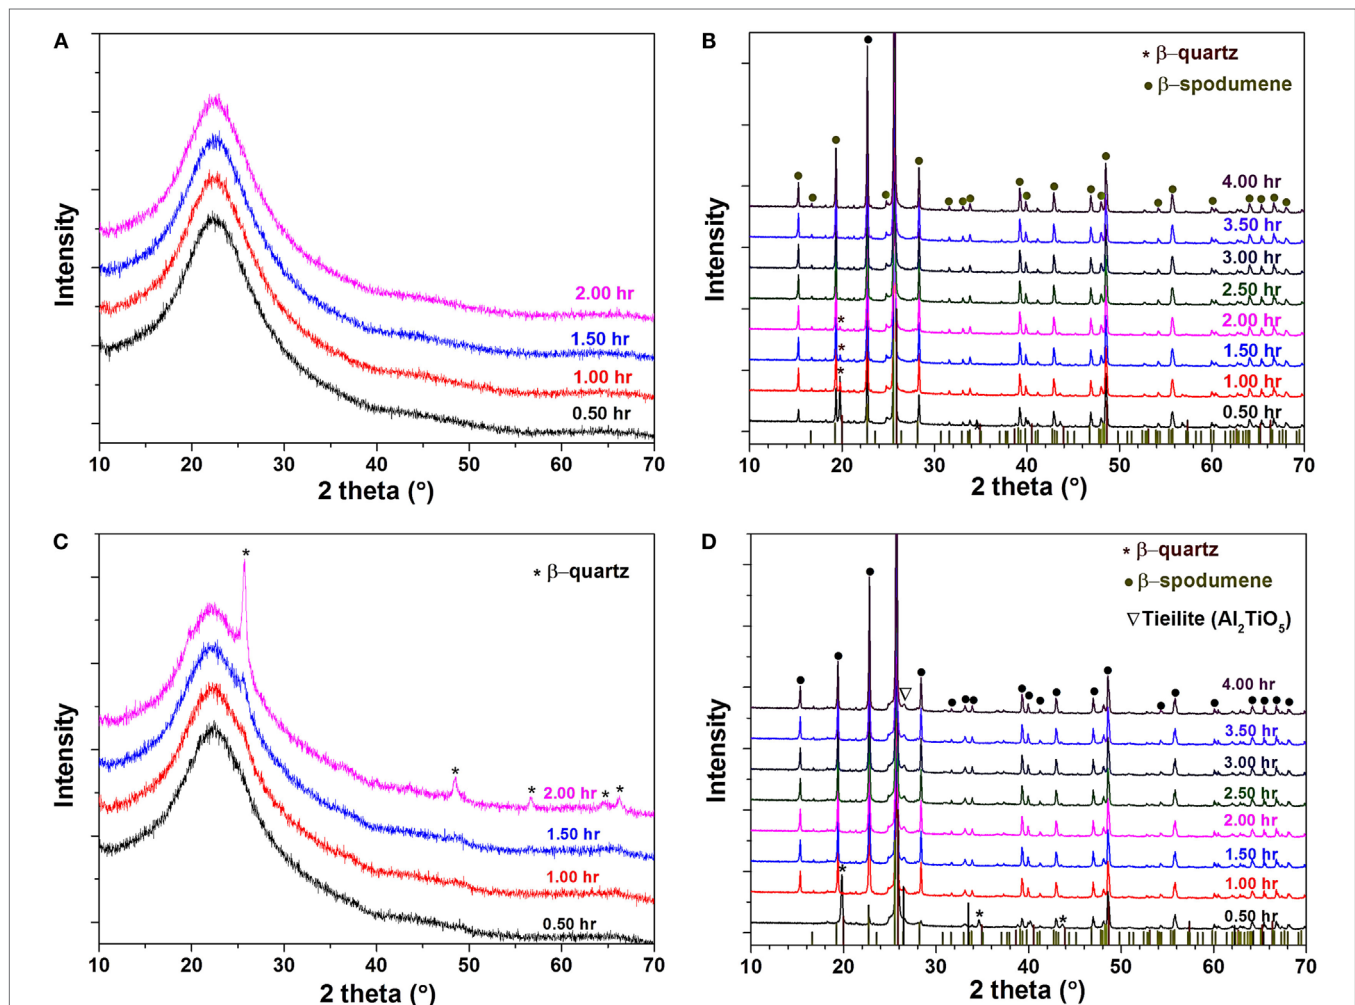 A
Intensity
2.00 hr
1.50 hr
1.00 hr
0.50 hr
10 20 30 40 50 60 70
2 theta (°)
B
Intensity
* β–quartz
● β–spodumene
4.00 hr
3.50 hr
3.00 hr
2.50 hr
2.00 hr
1.50 hr
1.00 hr
0.50 hr
10 20 30 40 50 60 70
2 theta (°)
C
Intensity
* β–quartz
2.00 hr
1.50 hr
1.00 hr
0.50 hr
10 20 30 40 50 60 70
2 theta (°)
D
Intensity
* β–quartz
● β–spodumene
▽ Tieilite (Al₂TiO₅)
4.00 hr
3.50 hr
3.00 hr
2.50 hr
2.00 hr
1.50 hr
1.00 hr
0.50 hr
10 20 30 40 50 60 70
2 theta (°)